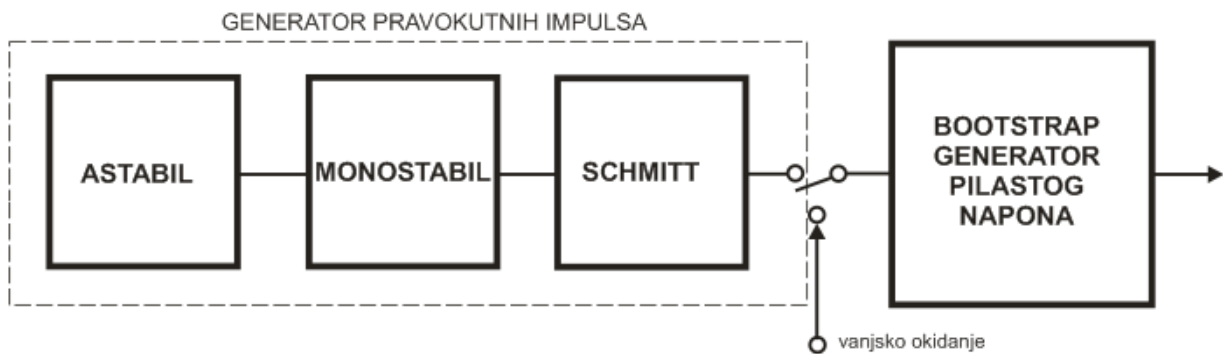 GENERATOR PRAVOKUTNIH IMPULSA
ASTABIL
MONOSTABIL
SCHMITT
BOOTSTRAP
GENERATOR
PILASTOG
NAPONA
vanjsko okidanje